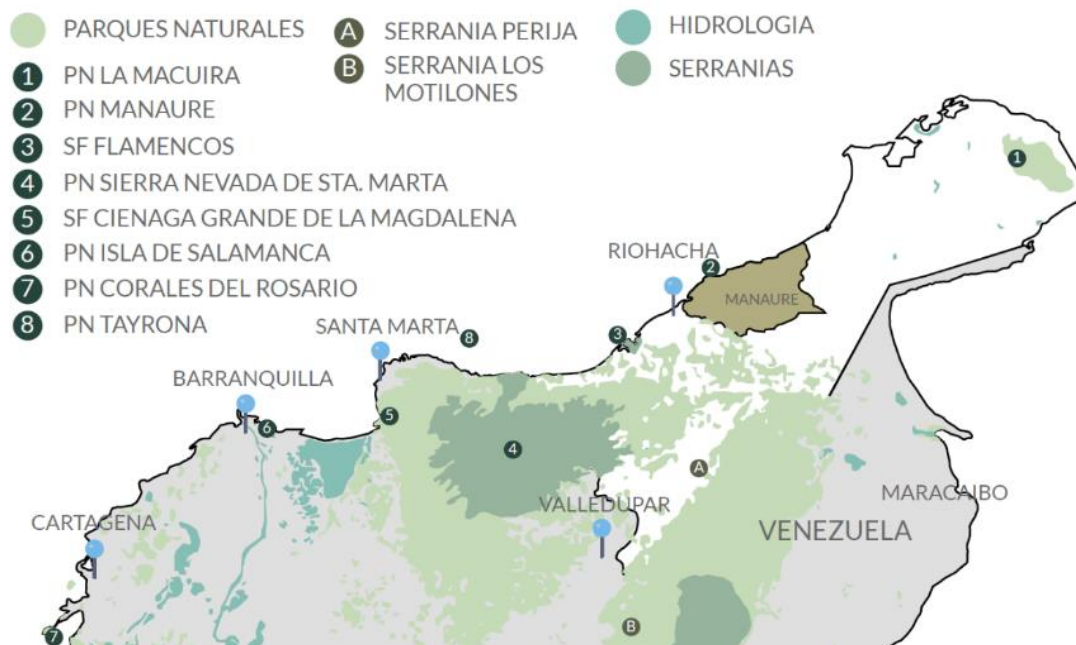 PARQUES NATURALES
1 PN LA MACUIRA
2 PN MANAURE
3 SF FLAMENCOS
4 PN SIERRA NEVADA DE STA. MARTA
5 SF CIENAGA GRANDE DE LA MAGDALENA
6 PN ISLA DE SALAMANCA
7 PN CORALES DEL ROSARIO
8 PN TAYRONA
A SERRANIA PERIJA
B SERRANIA LOS
MOTILONES
HIDROLOGIA
SERRANIAS
1
RIOHACHA
2
MANAURE
SANTA MARTA
8
3
BARRANQUILLA
6
5
4
A
CARTAGENA
VALLEDUPAR
MARACAIBO
VENEZUELA
7
B